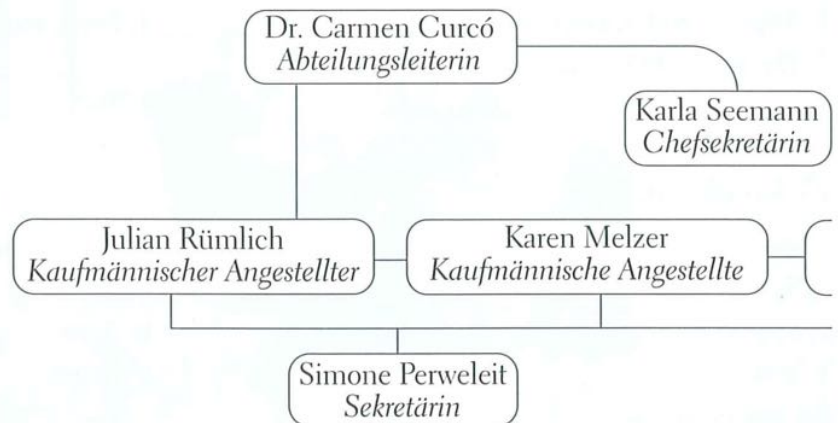 Dr. Carmen Curcó
Abteilungsleiterin
Karla Seemann
Chefsekretärin
Julian Rümlich
Kaufmännischer Angestellter
Karen Melzer
Kaufmännische Angestellte
Simone Perweleit
Sekretärin